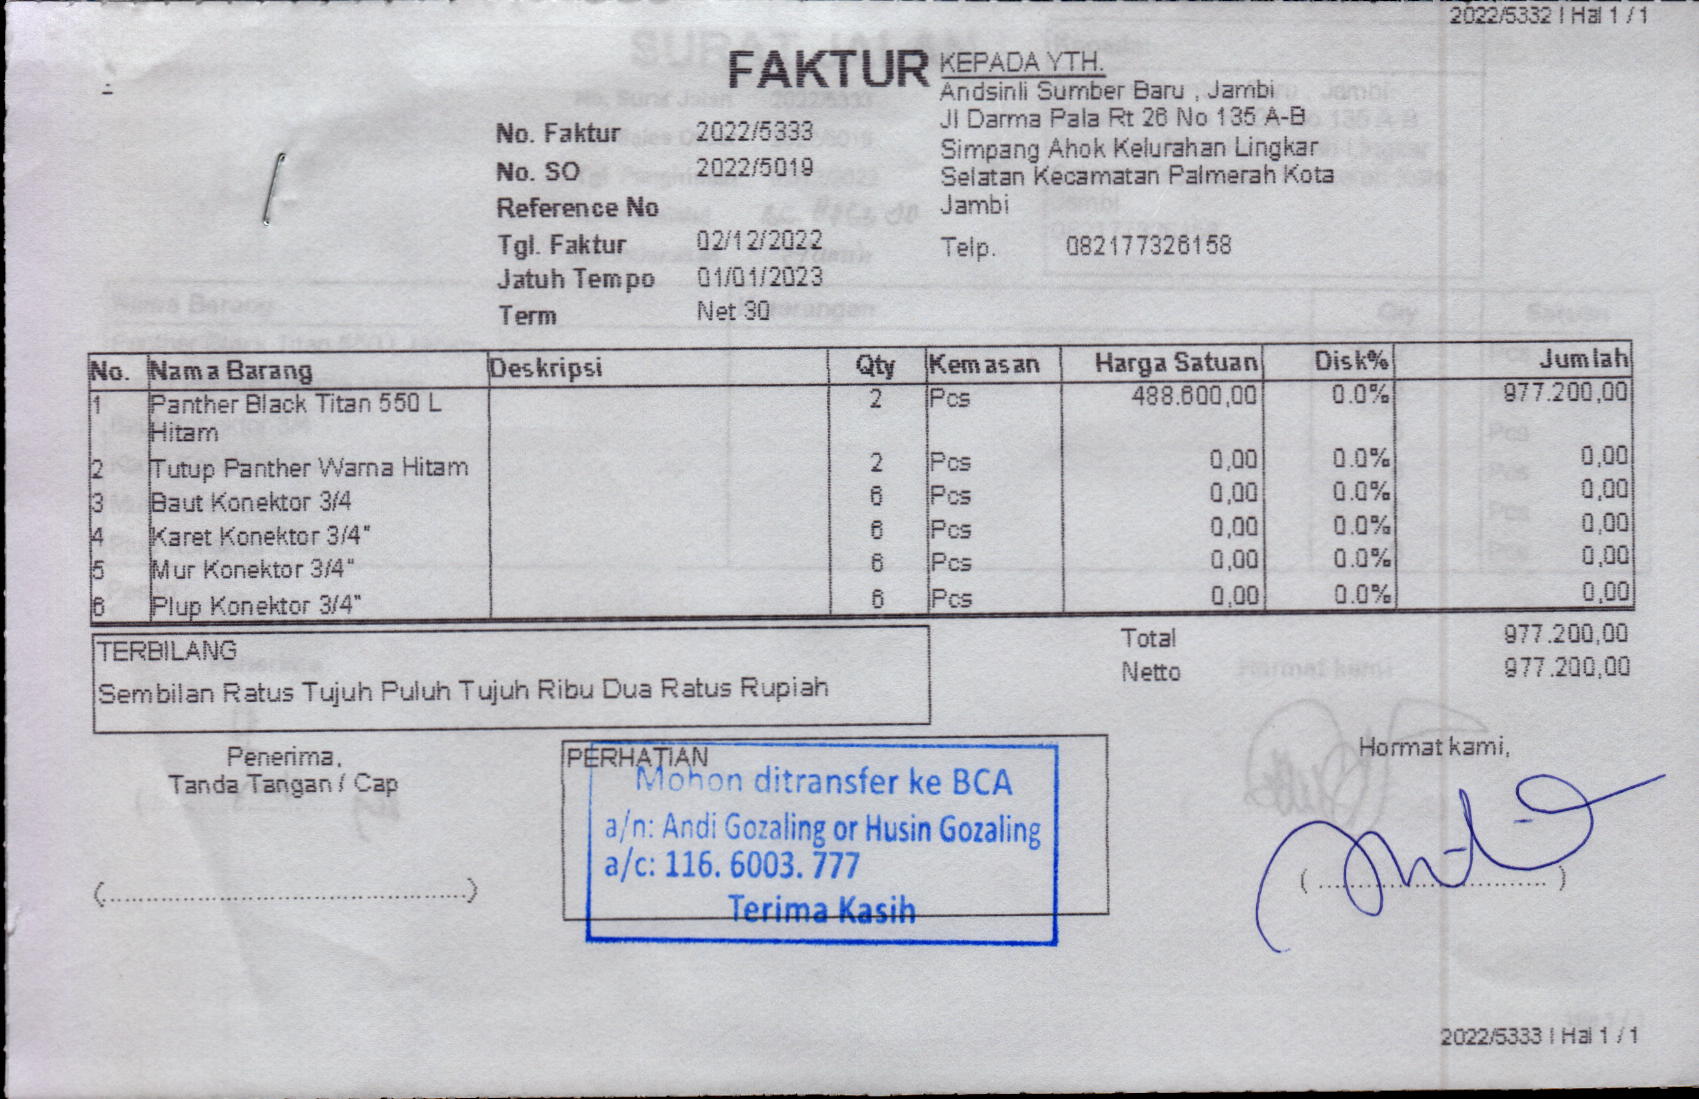 2022/5332 | Hal 1 / 1
FAKTUR
KEPADA YTH.
Andsinli Sumber Baru , Jambi
Jl Darma Pala Rt 26 No 135 A-B
Simpang Ahok Kelurahan Lingkar
Selatan Kecamatan Palmerah Kota
Jambi
Telp. 082177326158
No. Faktur 2022/5333
No. SO 2022/5019
Reference No
Tgl. Faktur 02/12/2022
Jatuh Tempo 01/01/2023
Term Net 30
No. Nama Barang Deskripsi Qty Kemasan Harga Satuan Disk% Jumlah
1 Panther Black Titan 550 L 2 Pcs 488.600,00 0.0% 977.200,00
Hitam
2 Tutup Panther Warna Hitam 2 Pcs 0,00 0.0% 0,00
3 Baut Konektor 3/4 6 Pcs 0,00 0.0% 0,00
4 Karet Konektor 3/4" 6 Pcs 0,00 0.0% 0,00
5 Mur Konektor 3/4" 6 Pcs 0,00 0.0% 0,00
6 Plup Konektor 3/4" 6 Pcs 0,00 0.0% 0,00
TERBILANG
Sembilan Ratus Tujuh Puluh Tujuh Ribu Dua Ratus Rupiah
Total 977.200,00
Netto 977.200,00
Penerima,
Tanda Tangan / Cap
PERHATIAN
Mohon ditransfer ke BCA
a/n: Andi Gozaling or Husin Gozaling
a/c: 116. 6003. 777
Terima Kasih
Hormat kami,
2022/5333 | Hal 1 / 1